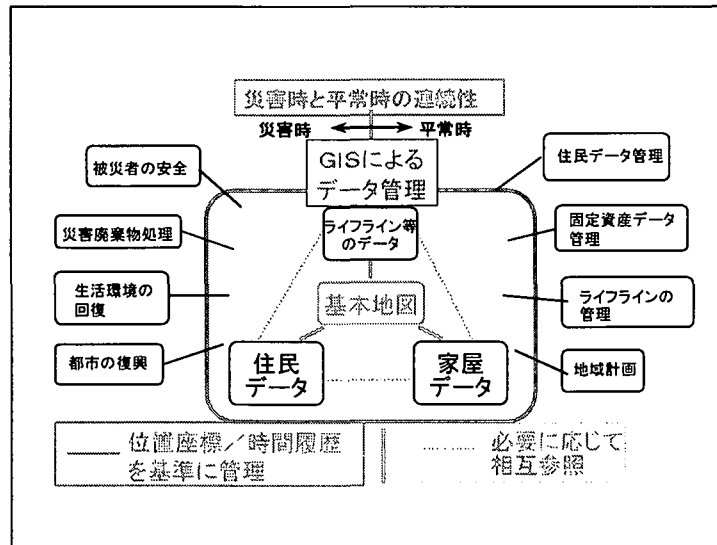 災害時と平常時の連続性
災害時 平常時
GISによる
データ管理
被災者の安全
災害廃棄物処理
生活環境の
回復
都市の復興
住民データ管理
固定資産データ
管理
ライフラインの
管理
地域計画
ライフライン等
のデータ
基本地図
住民
データ
家屋
データ
位置座標/時間履歴
を基準に管理
必要に応じて
相互参照